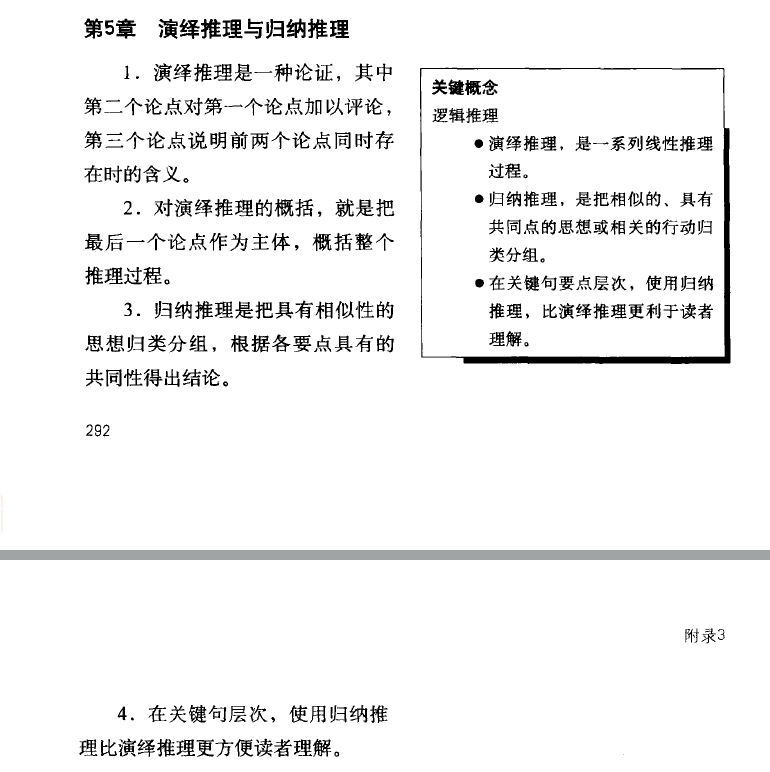 第5章 演绎推理与归纳推理
1．演绎推理是一种论证，其中
第二个论点对第一个论点加以评论，
第三个论点说明前两个论点同时存
在时的含义。
2．对演绎推理的概括，就是把
最后一个论点作为主体，概括整个
推理过程。
3．归纳推理是把具有相似性的
思想归类分组，根据各要点具有的
共同性得出结论。
关键概念
逻辑推理
●演绎推理，是一系列线性推理
过程。
●归纳推理，是把相似的、具有
共同点的思想或相关的行动归
类分组。
●在关键句要点层次，使用归纳
推理，比演绎推理更利于读者
理解。
292
附录3
4．在关键句层次，使用归纳推
理比演绎推理更方便读者理解。